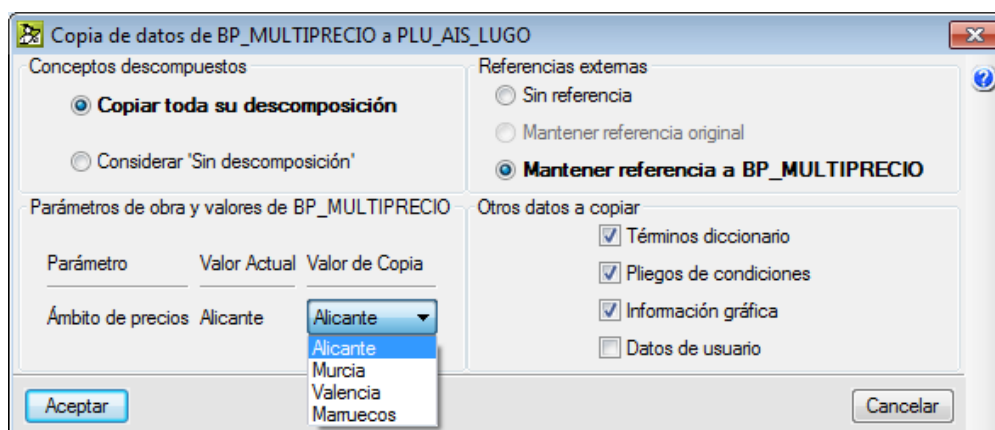 Copia de datos de BP_MULTIPRECIO a PLU_AIS_LUGO
Conceptos descompuestos
Copiar toda su descomposición
Considerar 'Sin descomposición'
Referencias externas
Sin referencia
Mantener referencia original
Mantener referencia a BP_MULTIPRECIO
Parámetros de obra y valores de BP_MULTIPRECIO
Parámetro Valor Actual Valor de Copia
Ámbito de precios Alicante Alicante
Alicante
Murcia
Valencia
Marruecos
Otros datos a copiar
Términos diccionario
Pliegos de condiciones
Información gráfica
Datos de usuario
Aceptar
Cancelar